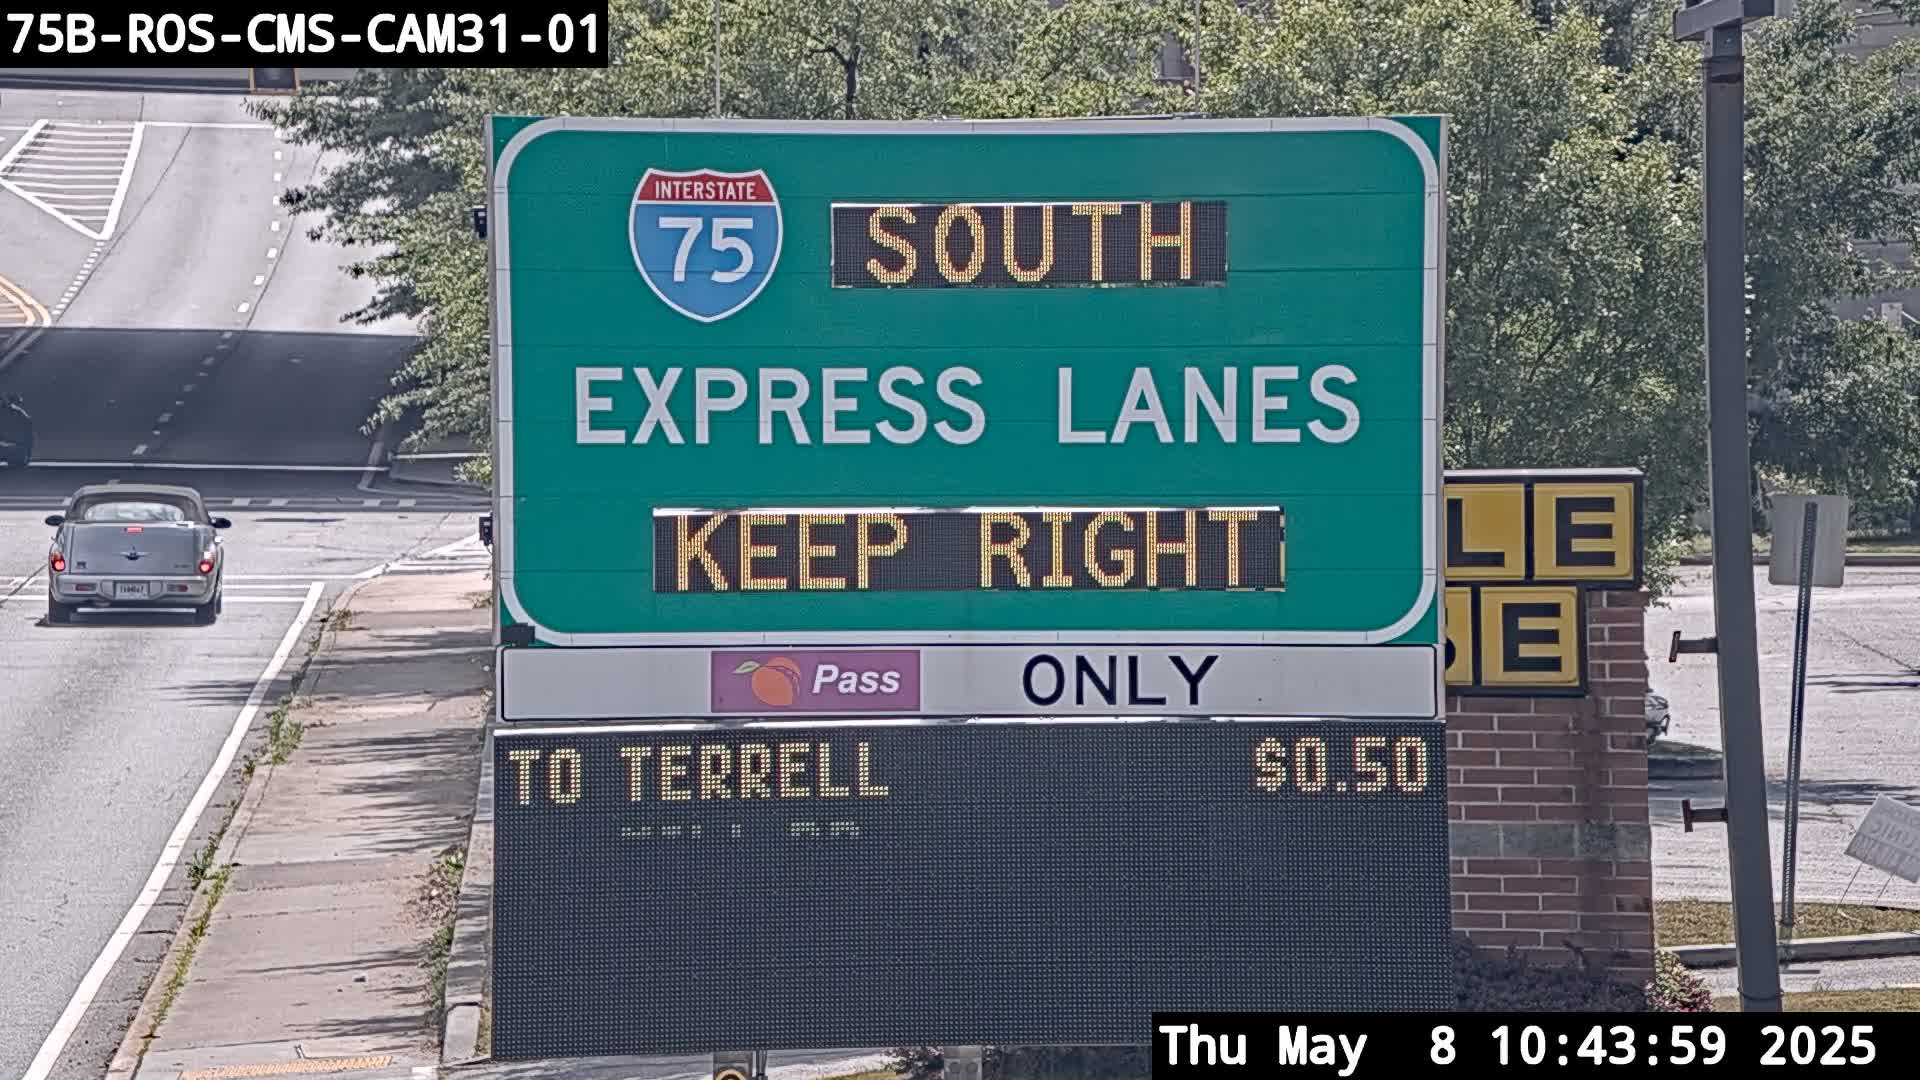 75B-ROS-CMS-CAM31-01
INTERSTATE
75
SOUTH
EXPRESS LANES
KEEP RIGHT
Pass ONLY
TO TERRELL $0.50
LE
E
Thu May 8 10:43:59 2025